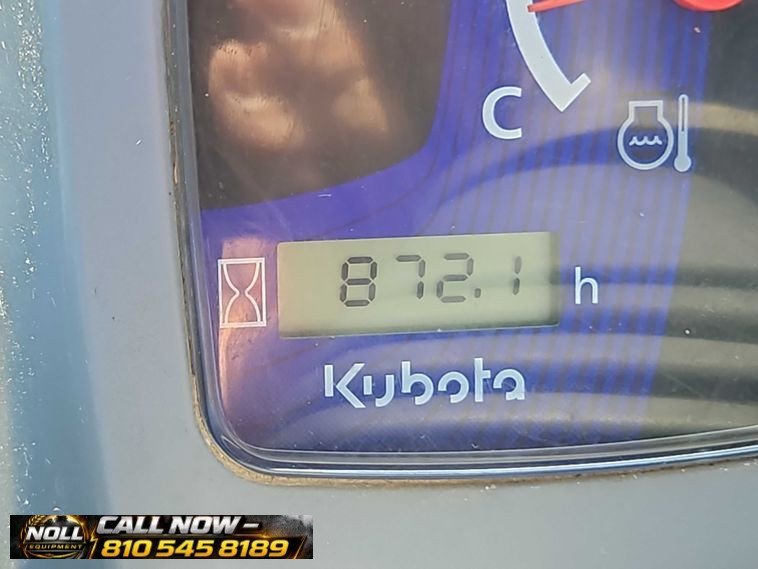 C
872.1 h
Kubota
NOLL
EQUIPMENT
CALL NOW –
810 545 8189